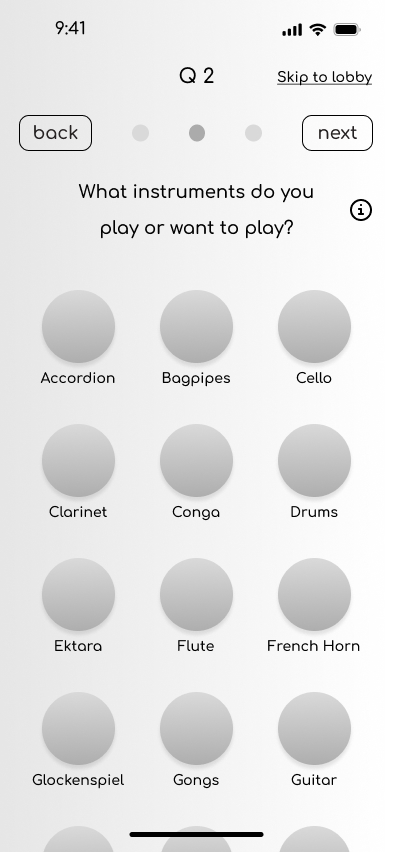 9:41
Q 2
Skip to lobby
back
next
What instruments do you
play or want to play?
Accordion
Bagpipes
Cello
Clarinet
Conga
Drums
Ektara
Flute
French Horn
Glockenspiel
Gongs
Guitar